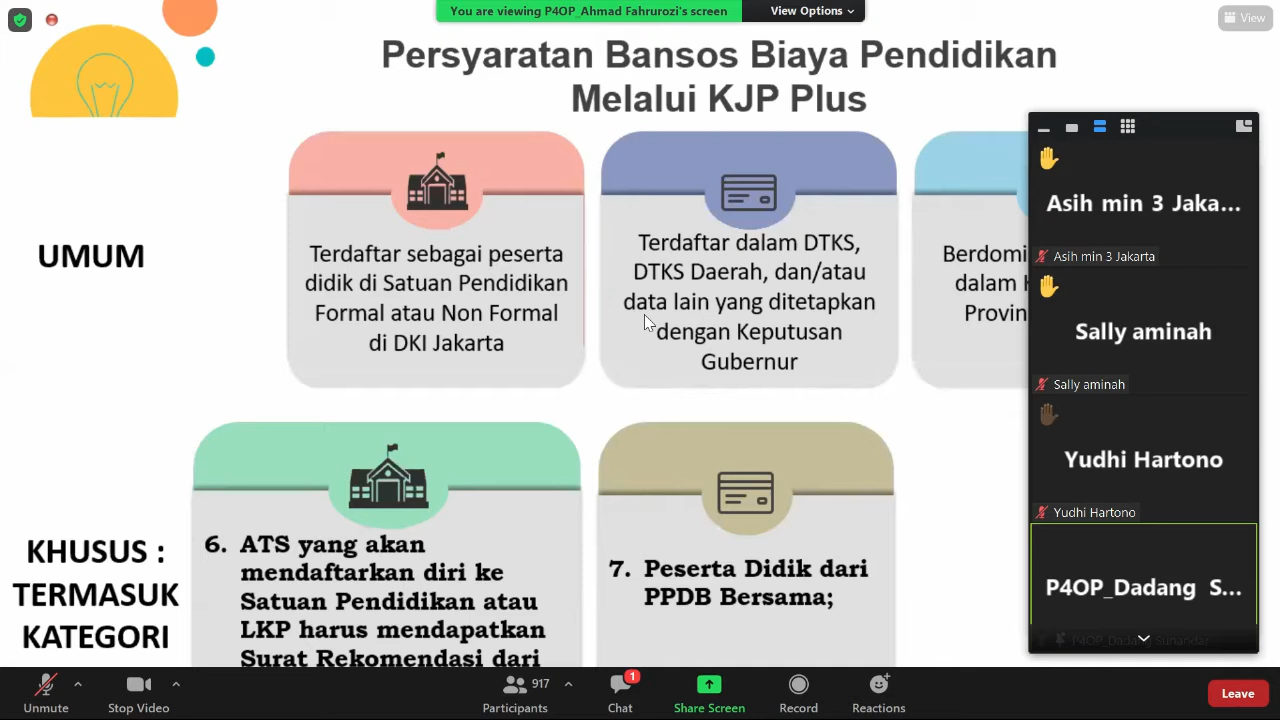 You are viewing P4OP_Ahmad Fahrurozi's screen
View Options
View
Persyaratan Bansos Biaya Pendidikan
Melalui KJP Plus
UMUM
Terdaftar sebagai peserta
didik di Satuan Pendidikan
Formal atau Non Formal
di DKI Jakarta
Terdaftar dalam DTKS,
DTKS Daerah, dan/atau
data lain yang ditetapkan
dengan Keputusan
Gubernur
dalam
KHUSUS :
TERMASUK
KATEGORI
6. ATS yang akan
mendaftarkan diri ke
Satuan Pendidikan atau
LKP harus mendapatkan
Surat Rekomendasi dari
7. Peserta Didik dari
PPDB Bersama;
Asih min 3 Jaka...
Asih min 3 Jakarta
Sally aminah
Sally aminah
Yudhi Hartono
Yudhi Hartono
P4OP_Dadang S...
Unmute
Stop Video
917
Participants
1
Chat
Share Screen
Record
Reactions
Leave